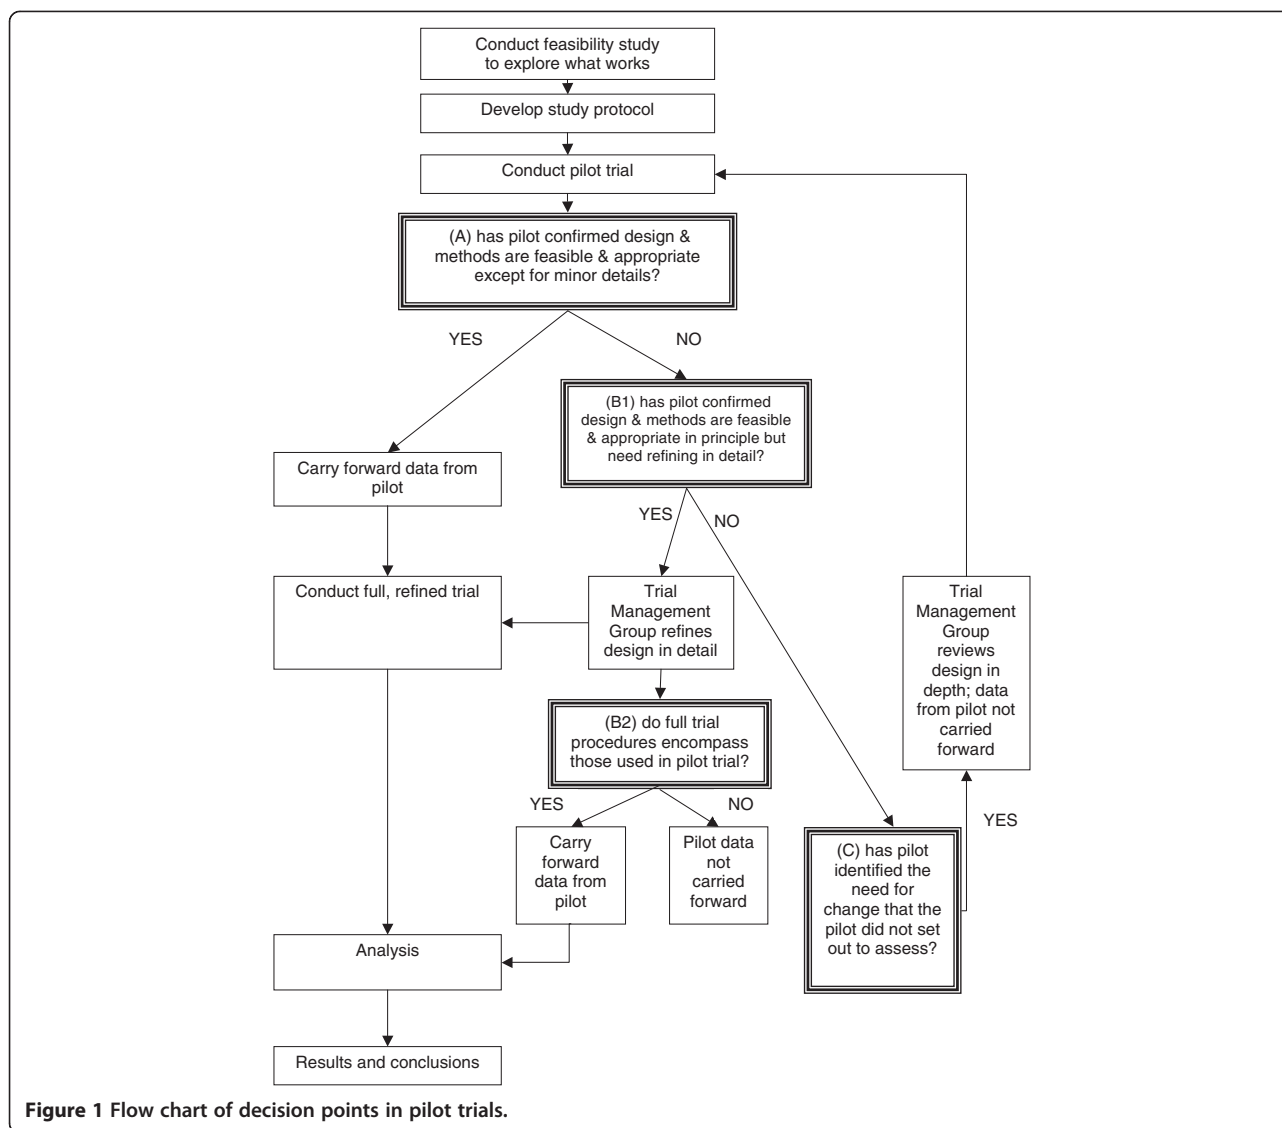 Conduct feasibility study
to explore what works
Develop study protocol
Conduct pilot trial
(A) has pilot confirmed design &
methods are feasible & appropriate
except for minor details?
YES
NO
(B1) has pilot confirmed
design & methods are feasible
& appropriate in principle but
need refining in detail?
Carry forward data from
pilot
YES
NO
Conduct full, refined trial
Trial
Management
Group refines
design in detail
Trial
Management
Group
reviews
design in
depth; data
from pilot not
carried
forward
(B2) do full trial
procedures encompass
those used in pilot trial?
YES
NO
YES
Carry
forward
data from
pilot
Pilot data
not
carried
forward
(C) has pilot
identified the
need for
change that the
pilot did not set
out to assess?
Analysis
Results and conclusions
Figure 1 Flow chart of decision points in pilot trials.